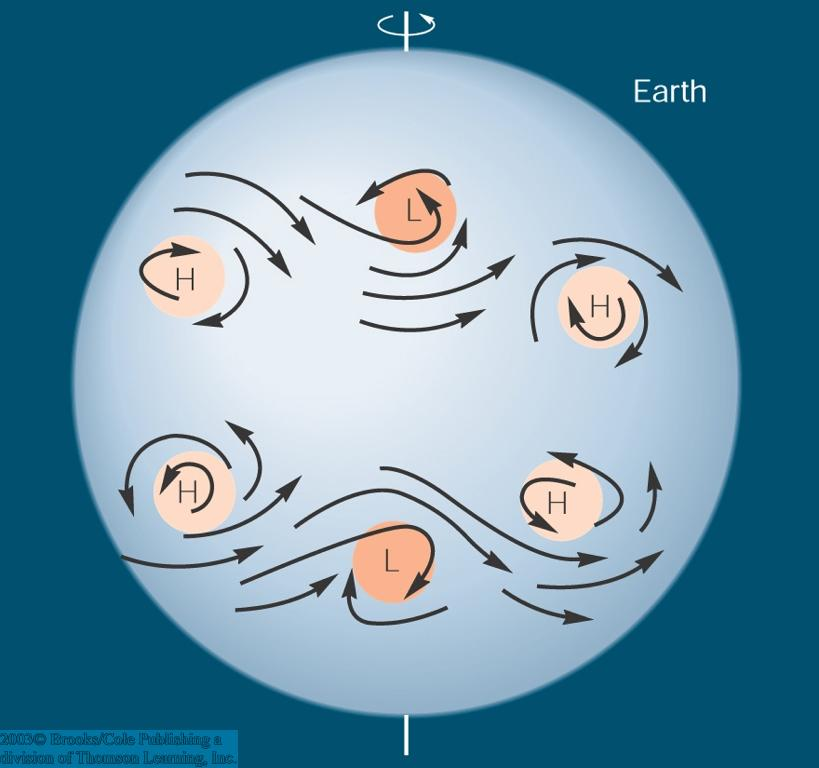 Earth
L
H
H
H
H
L
2003© Brooks/Cole Publishing a
division of Thomson Learning, Inc.